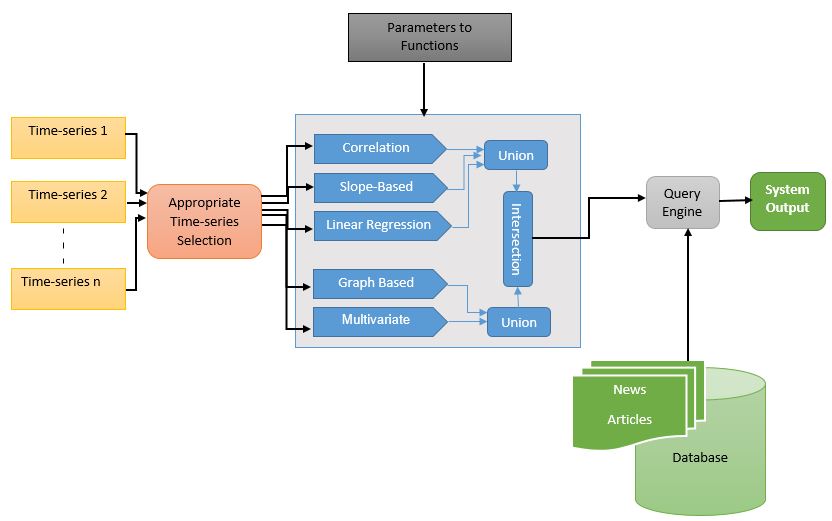 Parameters to
Functions
Time-series 1
Time-series 2
Time-series n
Appropriate
Time-series
Selection
Correlation
Slope-Based
Linear Regression
Graph Based
Multivariate
Union
Intersection
Union
Query
Engine
System
Output
News
Articles
Database